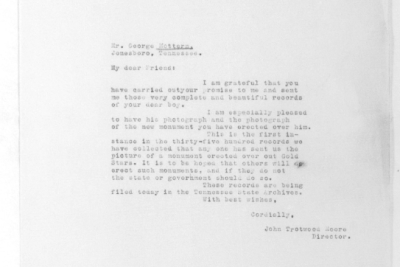 Mr. George
Jonesboro, Tennessee.
My dear Friend:
I am grateful that you
have carried out your promise to me and sent
me these very complete and beautiful records
of your dear boy.
I am especially pleased
to have his photograph and the photograph
of the new monument you have erected over him.
This is the first in-
stance in the thirty-five hundred records we
have collected that any one has sent us the
picture of a monument erected over our Gold
Stars. It is to be hoped that others will
erect such monuments, and if they do not
the state or government should do so.
These records are being
filed today in the Tennessee State Archives.
With best wishes,
Cordially,
John Trotwood Moore
Director.